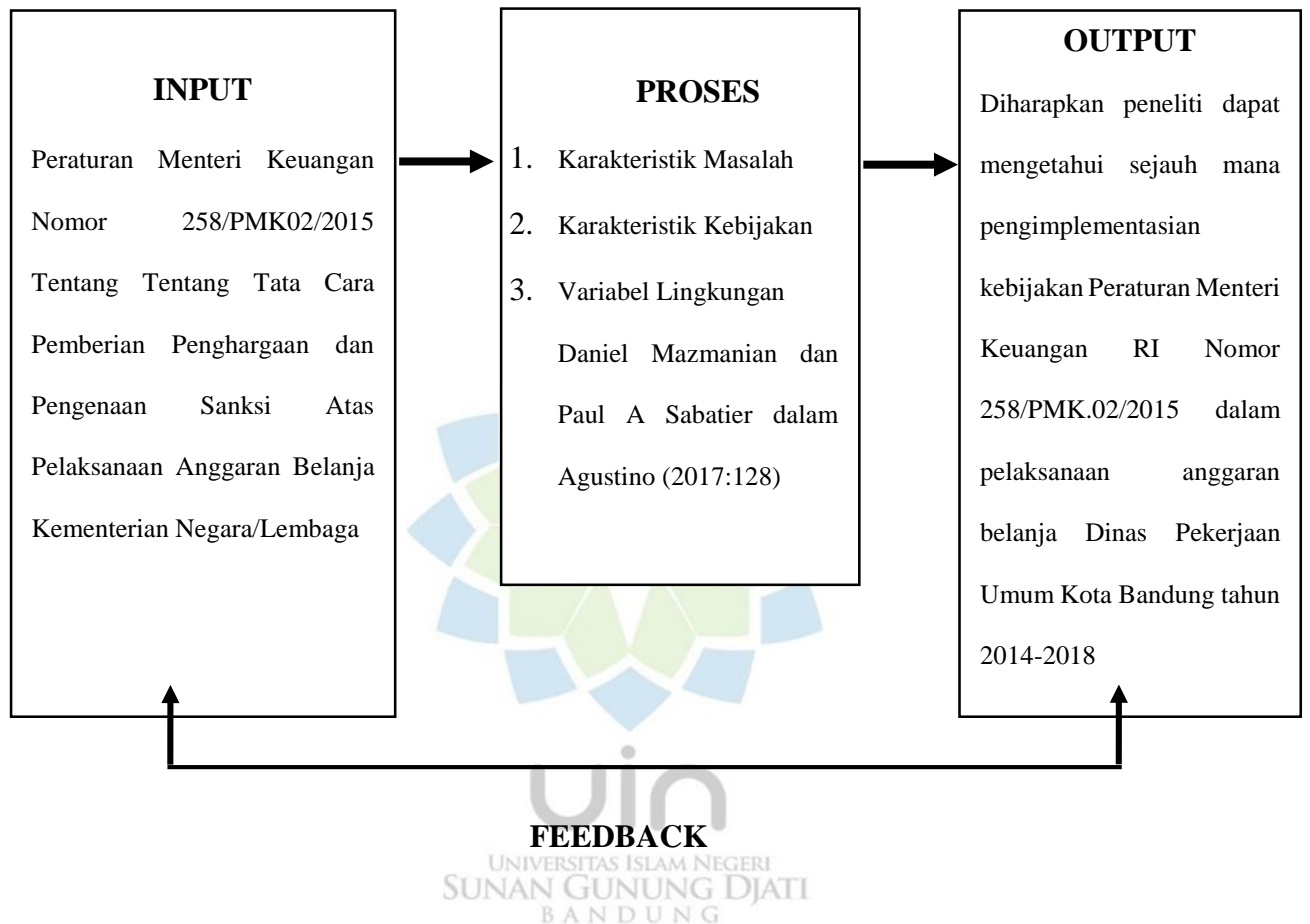 INPUT
Peraturan Menteri Keuangan
Nomor 258/PMK02/2015
Tentang Tentang Tata Cara
Pemberian Penghargaan dan
Pengenaan Sanksi Atas
Pelaksanaan Anggaran Belanja
Kementerian Negara/Lembaga
PROSES
1. Karakteristik Masalah
2. Karakteristik Kebijakan
3. Variabel Lingkungan
Daniel Mazmanian dan
Paul A Sabatier dalam
Agustino (2017:128)
OUTPUT
Diharapkan peneliti dapat
mengetahui sejauh mana
pengimplementasian
kebijakan Peraturan Menteri
Keuangan RI Nomor
258/PMK.02/2015 dalam
pelaksanaan anggaran
belanja Dinas Pekerjaan
Umum Kota Bandung tahun
2014-2018
uin
FEEDBACK
UNIVERSITAS ISLAM NEGERI
SUNAN GUNUNG DJATI
BANDUNG